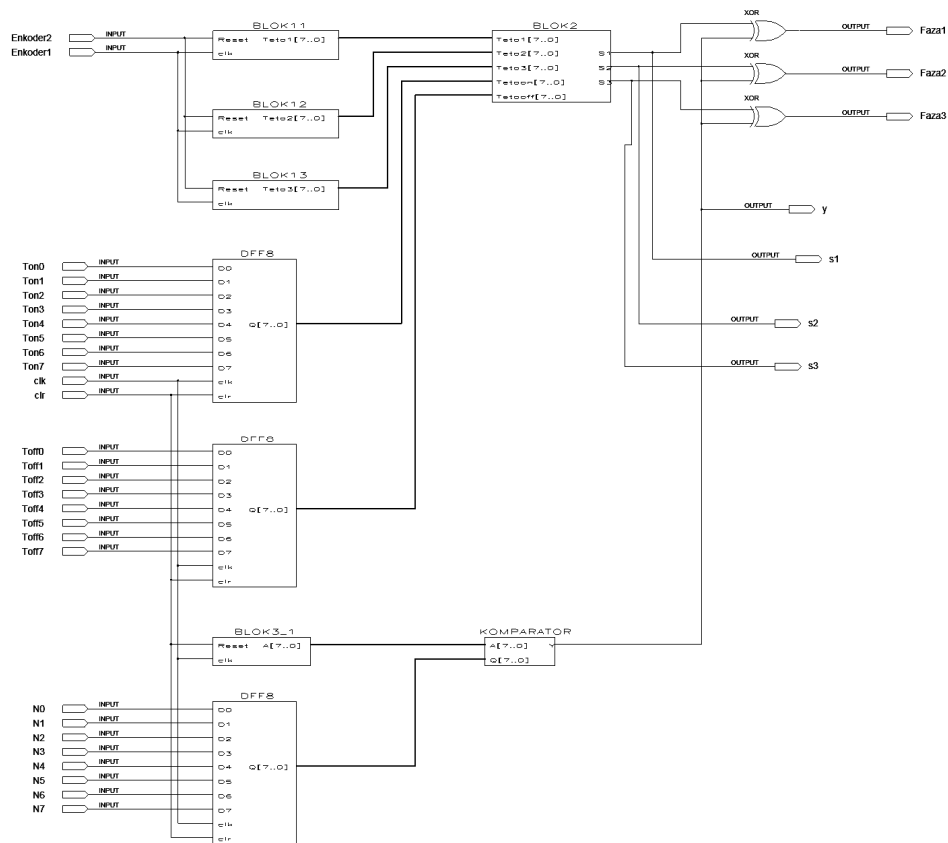 Enkoder2 INPUT
Enkoder1 INPUT
BLOK11
Reset Teta1[7..0]
clk
BLOK12
Reset Teta2[7..0]
clk
BLOK13
Reset Teta3[7..0]
clk
BLOK2
Teta1[7..0]
Teta2[7..0] S1
Teta3[7..0] S2
Tetaon[7..0] S3
Tetaoff[7..0]
XOR OUTPUT Faza1
XOR OUTPUT Faza2
XOR OUTPUT Faza3
OUTPUT y
OUTPUT s1
OUTPUT s2
OUTPUT s3
DFF8
Ton0 INPUT D0
Ton1 INPUT D1
Ton2 INPUT D2
Ton3 INPUT D3
Ton4 INPUT D4 Q[7..0]
Ton5 INPUT D5
Ton6 INPUT D6
Ton7 INPUT D7
clk INPUT clk
clr INPUT clr
DFF8
Toff0 INPUT D0
Toff1 INPUT D1
Toff2 INPUT D2
Toff3 INPUT D3
Toff4 INPUT D4 Q[7..0]
Toff5 INPUT D5
Toff6 INPUT D6
Toff7 INPUT D7
clk
clr
BLOK3_1
Reset A[7..0]
clk
KOMPARATOR
A[7..0] Y
Q[7..0]
DFF8
N0 INPUT D0
N1 INPUT D1
N2 INPUT D2
N3 INPUT D3
N4 INPUT D4 Q[7..0]
N5 INPUT D5
N6 INPUT D6
N7 INPUT D7
clk
clr